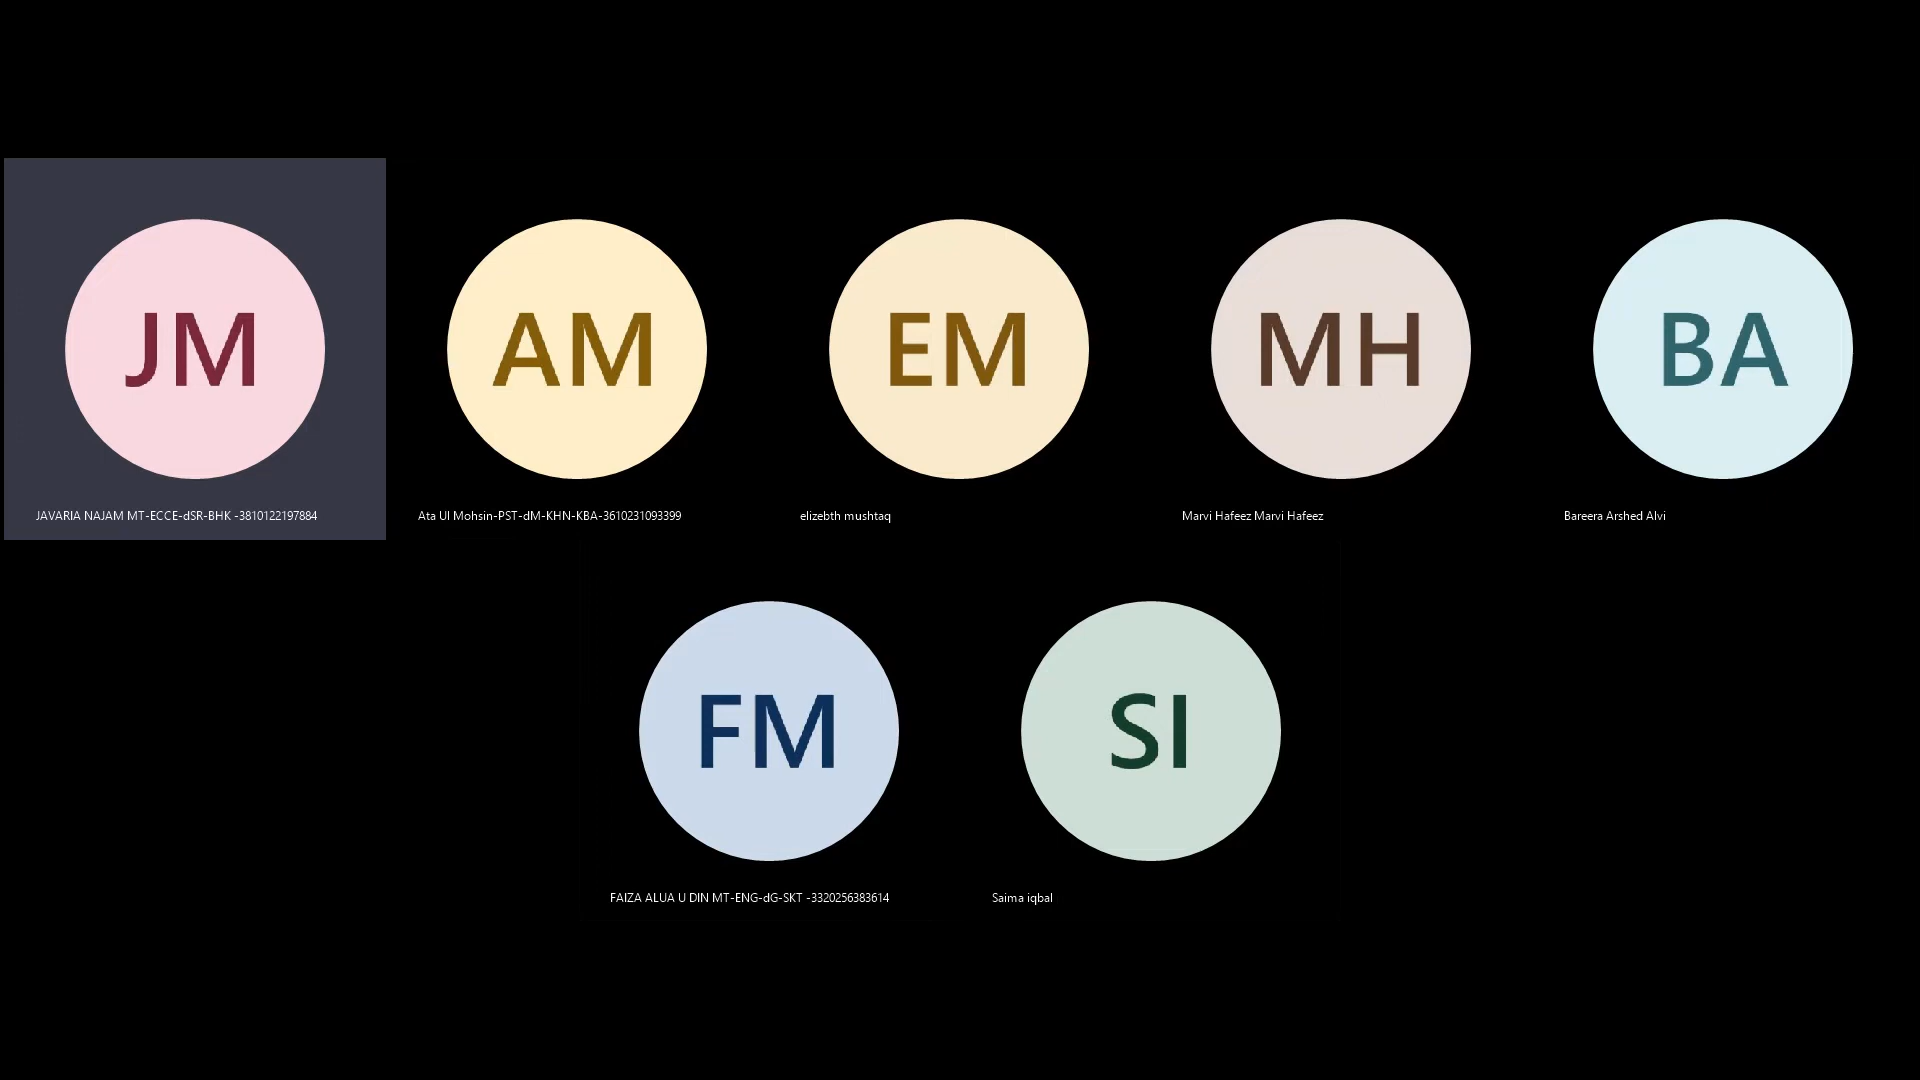 JM
AM
EM
MH
BA
JAVARIA NAJAM MT-ECCE-dSR-BHK -3810122197884
Ata Ul Mohsin-PST-dM-KHN-KBA-3610231093399
elizebth mushtaq
Marvi Hafeez Marvi Hafeez
Bareera Arshed Alvi
FM
SI
FAIZA ALUA U DIN MT-ENG-dG-SKT -3320256383614
Saima iqbal